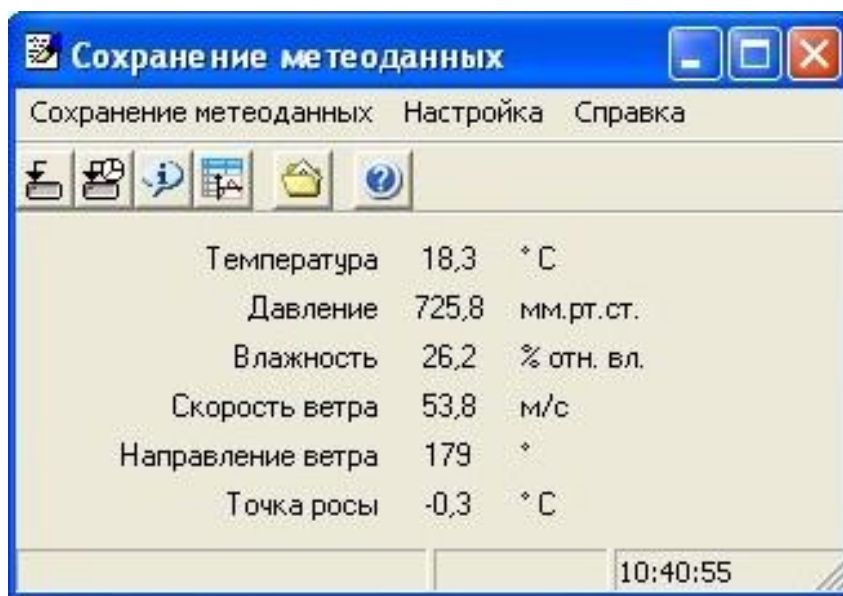 Сохранение метеоданных
Сохранение метеоданных Настройка Справка
Температура 18,3 ° C
Давление 725,8 мм.рт.ст.
Влажность 26,2 % отн. вл.
Скорость ветра 53,8 м/с
Направление ветра 179 °
Точка росы -0,3 ° C
10:40:55